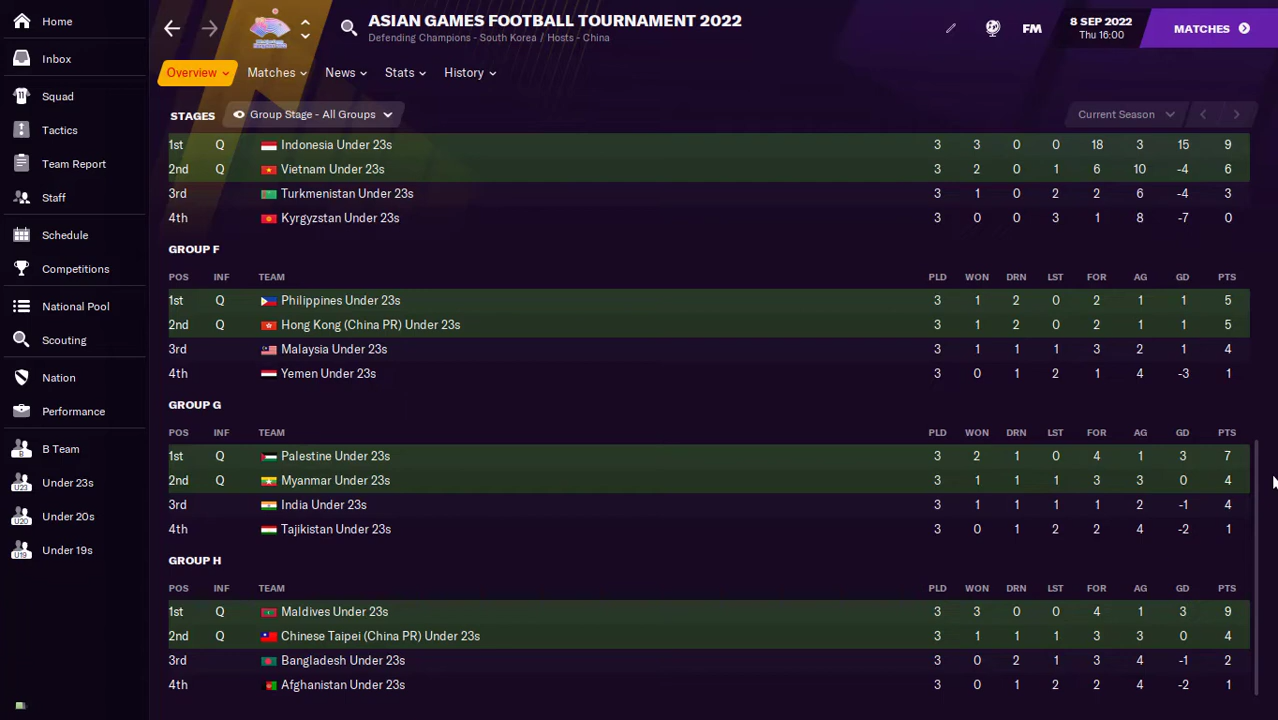 Home
Inbox
Squad
Tactics
Team Report
Staff
Schedule
Competitions
National Pool
Scouting
Nation
Performance
B Team
Under 23s
Under 20s
Under 19s
ASIAN GAMES FOOTBALL TOURNAMENT 2022
Defending Champions - South Korea / Hosts - China
FM
8 SEP 2022
Thu 16:00
MATCHES
Overview Matches News Stats History
STAGES Group Stage - All Groups Current Season
1st Q Indonesia Under 23s 3 3 0 0 18 3 15 9
2nd Q Vietnam Under 23s 3 2 0 1 6 10 -4 6
3rd Turkmenistan Under 23s 3 1 0 2 2 6 -4 3
4th Kyrgyzstan Under 23s 3 0 0 3 1 8 -7 0
GROUP F
POS INF TEAM PLD WON DRN LST FOR AG GD PTS
1st Q Philippines Under 23s 3 1 2 0 2 1 1 5
2nd Q Hong Kong (China PR) Under 23s 3 1 2 0 2 1 1 5
3rd Malaysia Under 23s 3 1 1 1 3 2 1 4
4th Yemen Under 23s 3 0 1 2 1 4 -3 1
GROUP G
POS INF TEAM PLD WON DRN LST FOR AG GD PTS
1st Q Palestine Under 23s 3 2 1 0 4 1 3 7
2nd Q Myanmar Under 23s 3 1 1 1 3 3 0 4
3rd India Under 23s 3 1 1 1 1 2 -1 4
4th Tajikistan Under 23s 3 0 1 2 2 4 -2 1
GROUP H
POS INF TEAM PLD WON DRN LST FOR AG GD PTS
1st Q Maldives Under 23s 3 3 0 0 4 1 3 9
2nd Q Chinese Taipei (China PR) Under 23s 3 1 1 1 3 3 0 4
3rd Bangladesh Under 23s 3 0 2 1 3 4 -1 2
4th Afghanistan Under 23s 3 0 1 2 2 4 -2 1